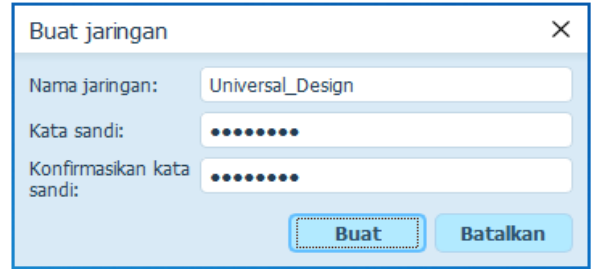 Buat jaringan
Nama jaringan: Universal_Design
Kata sandi: ●●●●●●●●
Konfirmasikan kata
sandi: ●●●●●●●●
Buat Batalkan